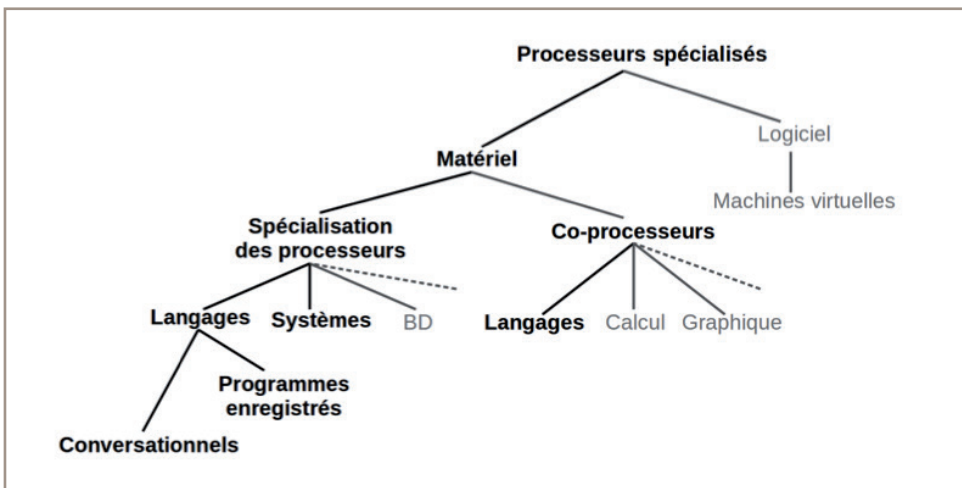 Processeurs spécialisés
Logiciel
Matériel
Machines virtuelles
Spécialisation
des processeurs
Co-processeurs
Langages
Systèmes
BD
Langages
Calcul
Graphique
Programmes
enregistrés
Conversationnels